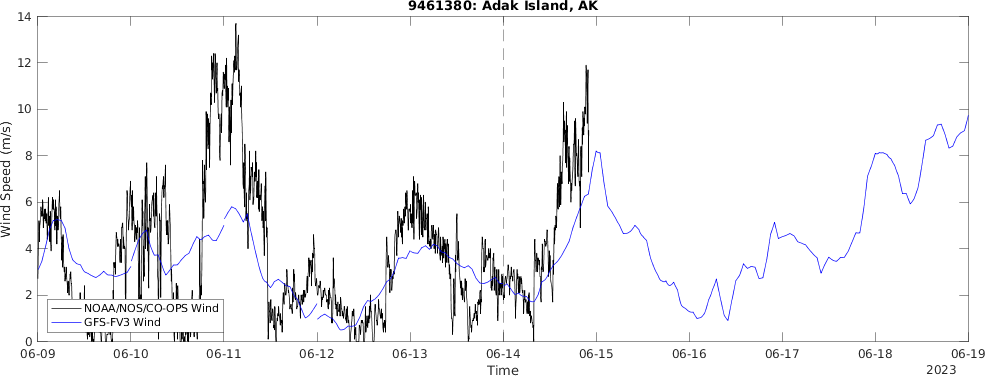 9461380: Adak Island, AK
Wind Speed (m/s)
14
12
10
8
6
4
2
0
NOAA/NOS/CO-OPS Wind
GFS-FV3 Wind
06-09 06-10 06-11 06-12 06-13 06-14 06-15 06-16 06-17 06-18 06-19
Time
2023